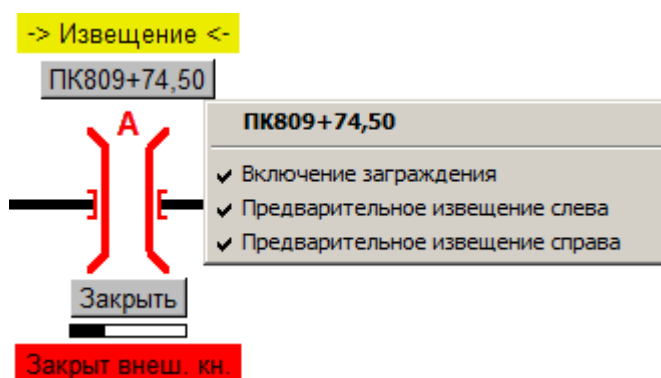 -> Извещение <-
ПК809+74,50
А
ПК809+74,50
Включение заграждения
Предварительное извещение слева
Предварительное извещение справа
Закрыть
Закрыт внеш. кн.